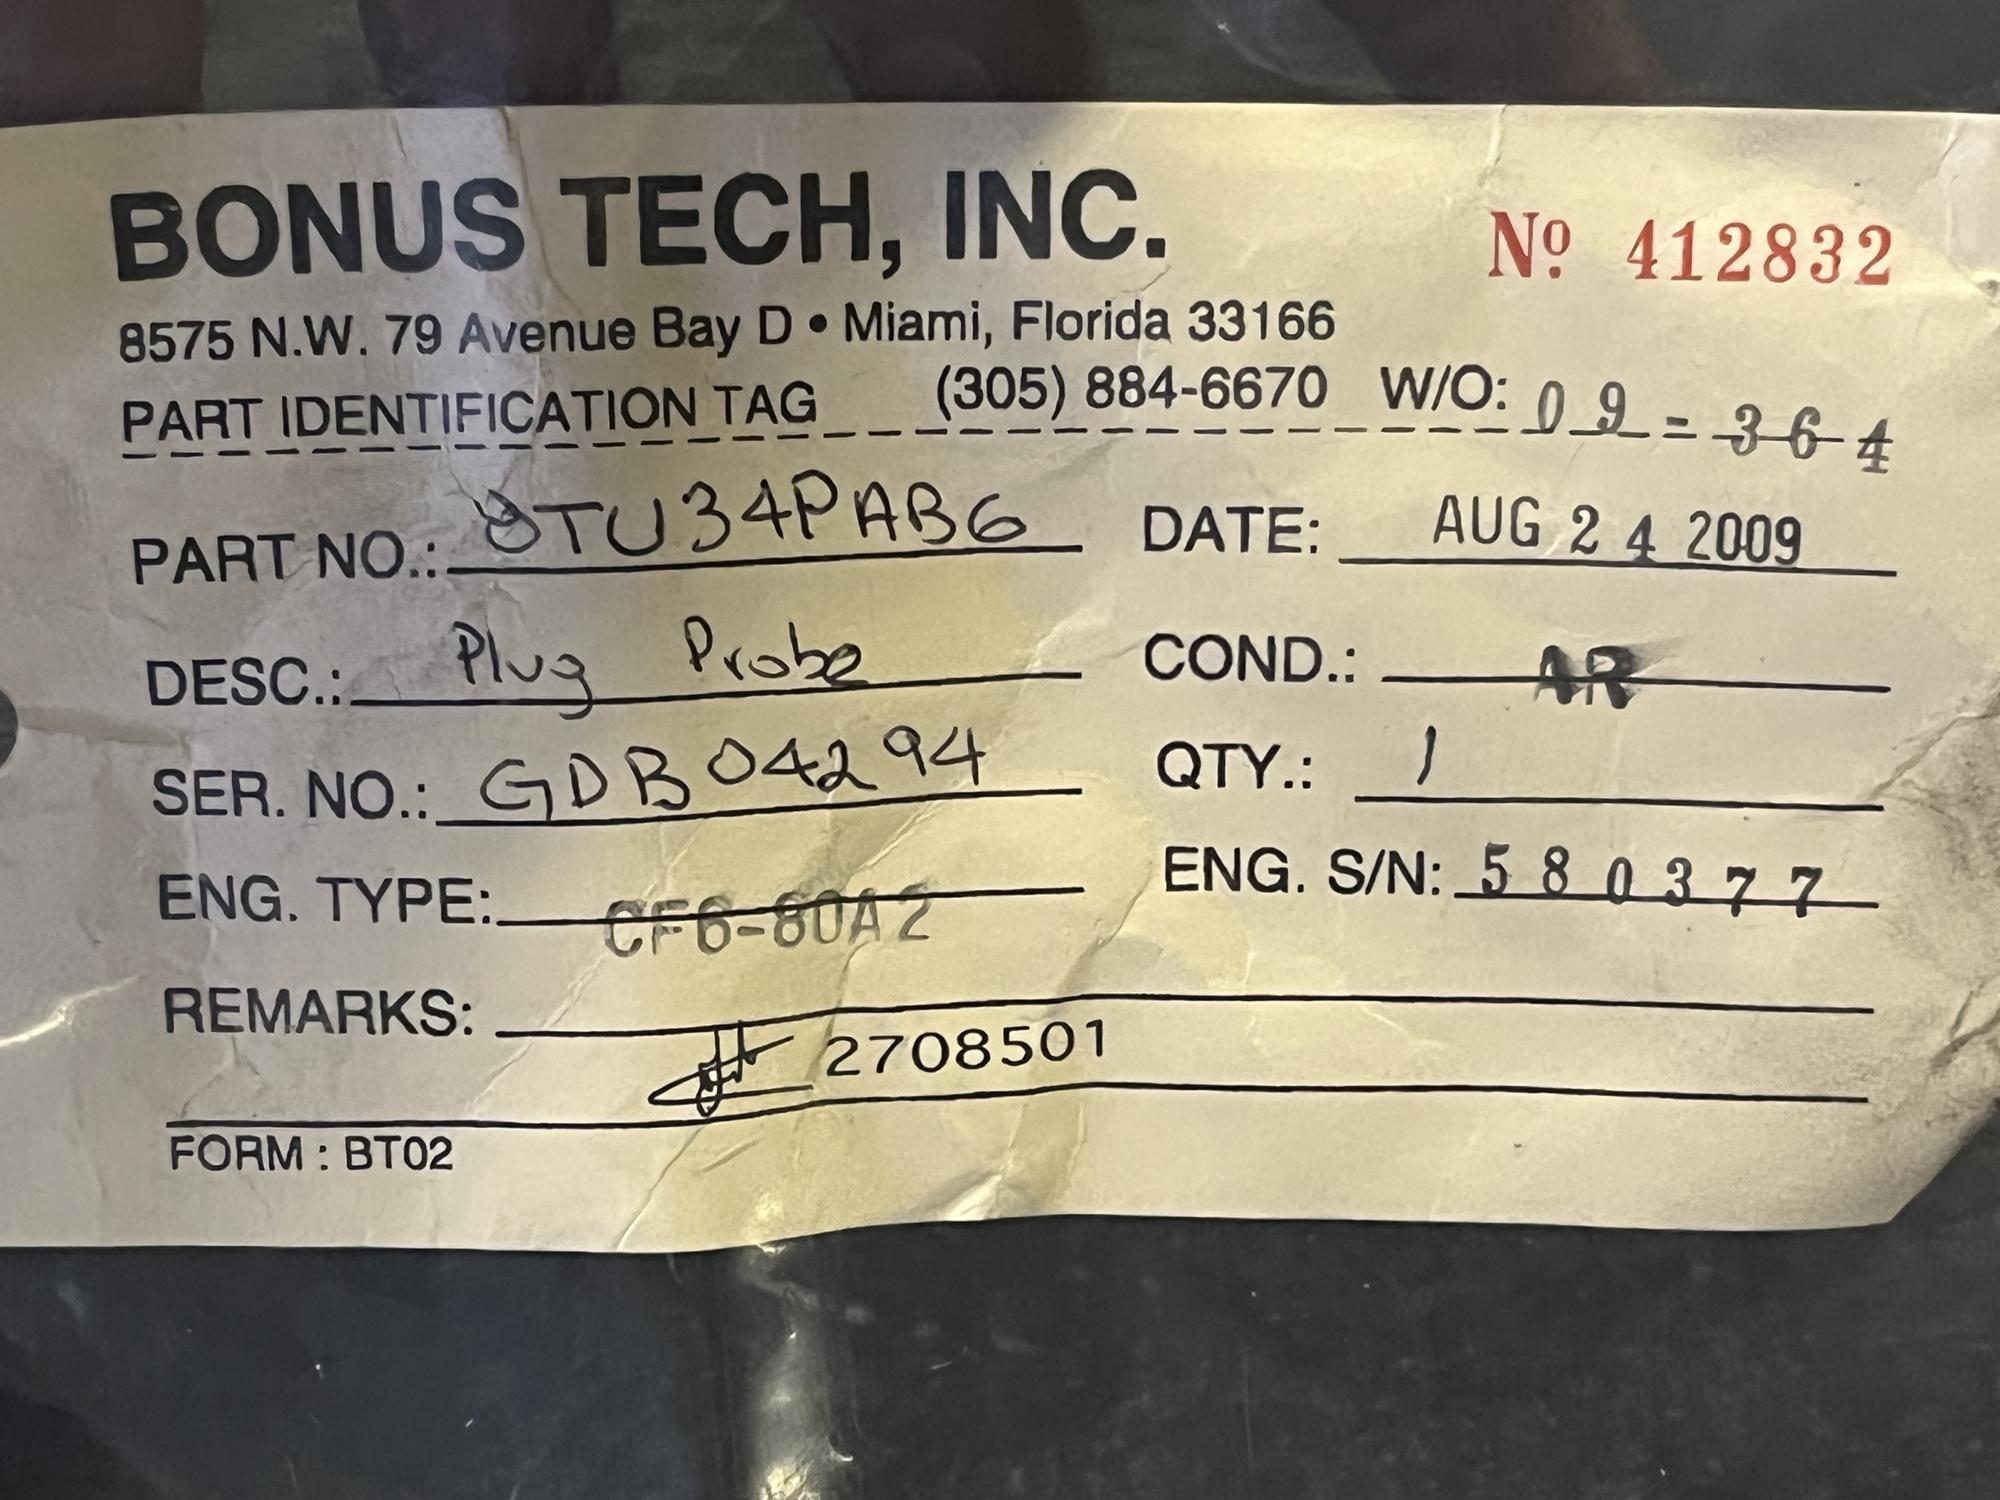 BONUS TECH, INC.
Nº 412832
8575 N.W. 79 Avenue Bay D • Miami, Florida 33166
PART IDENTIFICATION TAG (305) 884-6670 W/O: 09-364
PART NO.: 8TU34PAB6 DATE: AUG 24 2009
DESC.: Plug Probe COND.: AR
SER. NO.: GDB04294 QTY.: 1
ENG. TYPE: CF6-80A2 ENG. S/N: 580377
REMARKS:
2708501
FORM : BT02